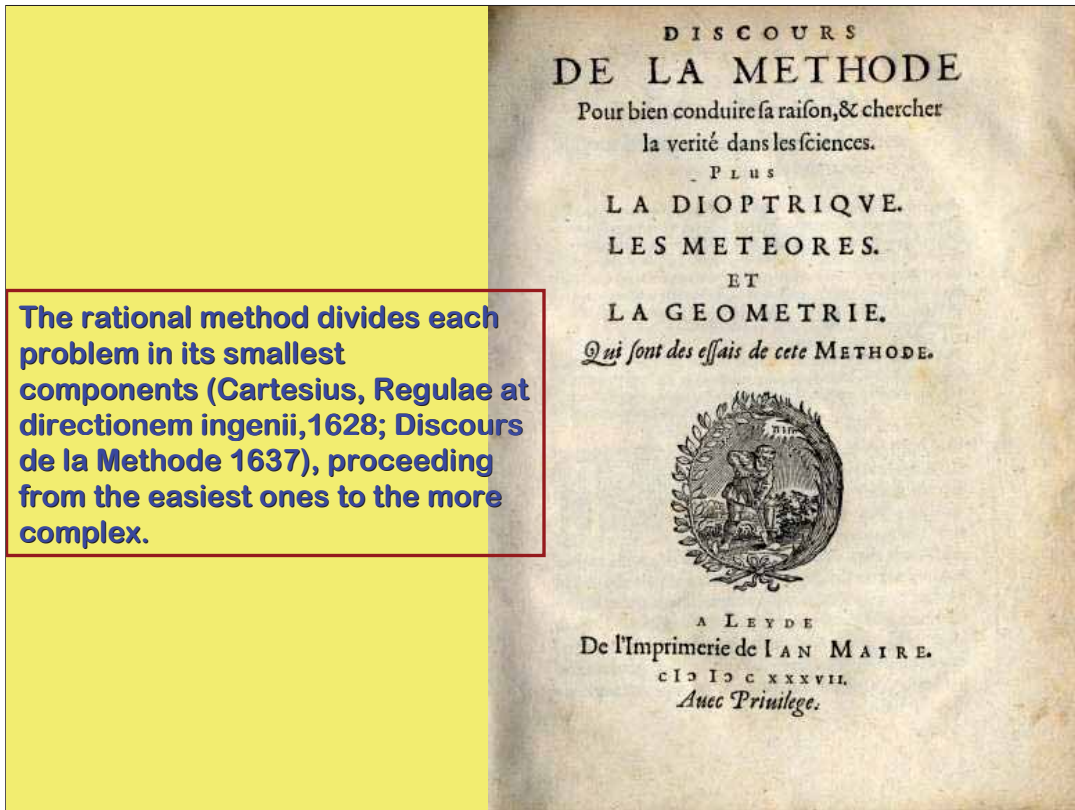 The rational method divides each
problem in its smallest
components (Cartesius, Regulae at
directionem ingenii,1628; Discours
de la Methode 1637), proceeding
from the easiest ones to the more
complex.
DISCOURS
DE LA METHODE
Pour bien conduire ſa raiſon,& chercher
la verité dans les ſciences.
PLus
LA DIOPTRIQVE.
LES METEORES.
ET
LA GEOMETRIE.
Qui ſont des eſſais de cete METHODE.
A LEYDE
De l'Imprimerie de IAN MAIRE.
cIↄ Iↄ c xxxvii.
Auec Priuilege.